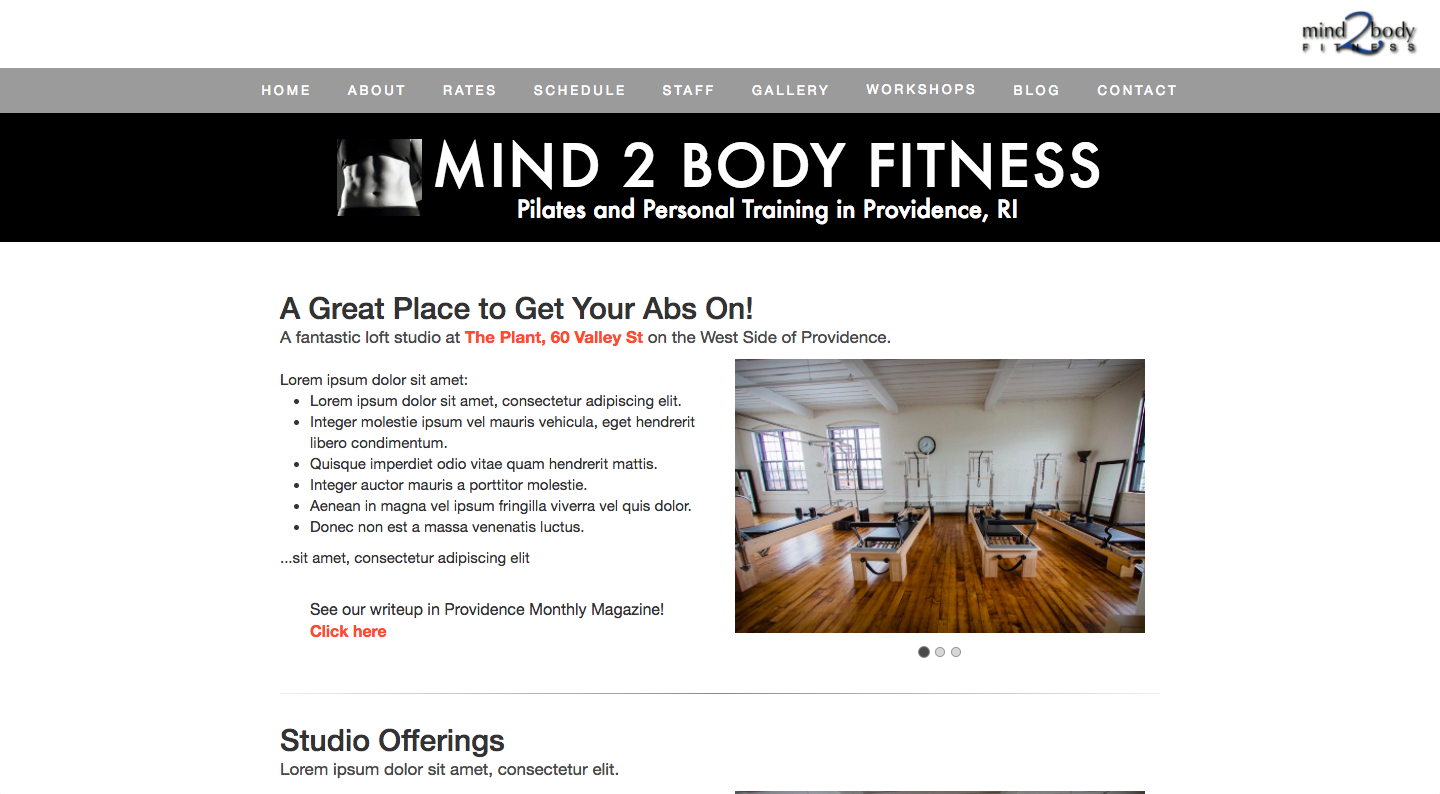 mind2body
FITNESS
HOME ABOUT RATES SCHEDULE STAFF GALLERY WORKSHOPS BLOG CONTACT
MIND 2 BODY FITNESS
Pilates and Personal Training in Providence, RI
A Great Place to Get Your Abs On!
A fantastic loft studio at The Plant, 60 Valley St on the West Side of Providence.
Lorem ipsum dolor sit amet:
• Lorem ipsum dolor sit amet, consectetur adipiscing elit.
• Integer molestie ipsum vel mauris vehicula, eget hendrerit
libero condimentum.
• Quisque imperdiet odio vitae quam hendrerit mattis.
• Integer auctor mauris a porttitor molestie.
• Aenean in magna vel ipsum fringilla viverra vel quis dolor.
• Donec non est a massa venenatis luctus.
...sit amet, consectetur adipiscing elit
See our writeup in Providence Monthly Magazine!
Click here
Studio Offerings
Lorem ipsum dolor sit amet, consectetur elit.